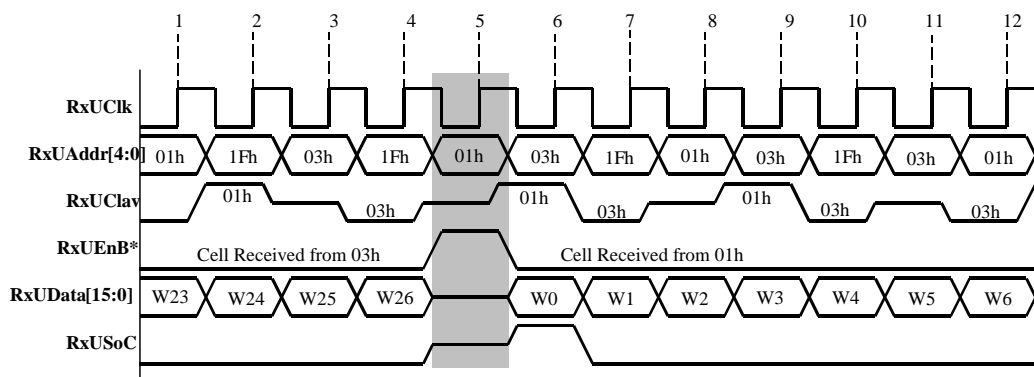 1 2 3 4 5 6 7 8 9 10 11 12
RxUClk
RxUAddr[4:0] 01h 1Fh 03h 1Fh 01h 03h 1Fh 01h 03h 1Fh 03h 01h
RxUClav 01h 03h 01h 03h 01h 03h 03h
RxUEnB* Cell Received from 03h Cell Received from 01h
RxUData[15:0] W23 W24 W25 W26 W0 W1 W2 W3 W4 W5 W6
RxUSoC